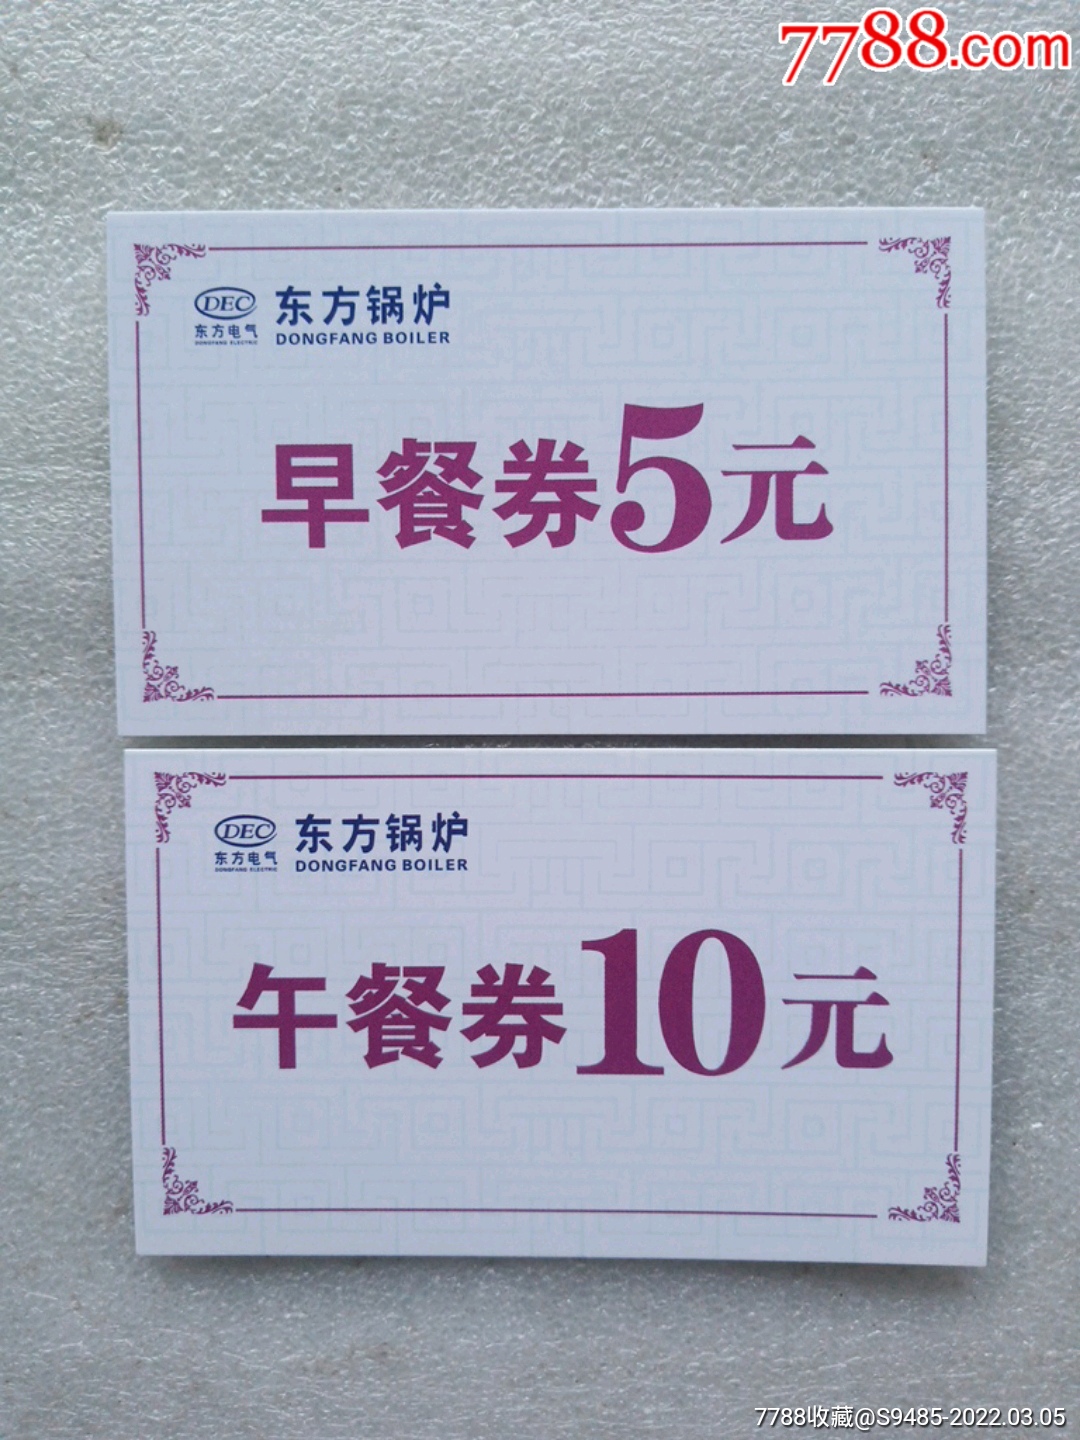 7788.com
DEC 东方锅炉
东方电气 DONGFANG BOILER
DONGFANG ELECTRIC
早餐券5元
DEC 东方锅炉
东方电气 DONGFANG BOILER
DONGFANG ELECTRIC
午餐券10元
7788收藏@S9485-2022.03.05